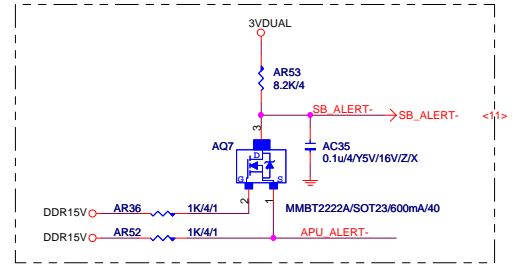 3VDUAL
AR53
8.2K/4
SB_ALERT-
SB_ALERT- <11>
3
AQ7
D
G
S
AC35
0.1u/4/Y5V/16V/Z/X
2
1
MMBT2222A/SOT23/600mA/40
DDR15V AR36 1K/4/1
DDR15V AR52 1K/4/1 APU_ALERT-